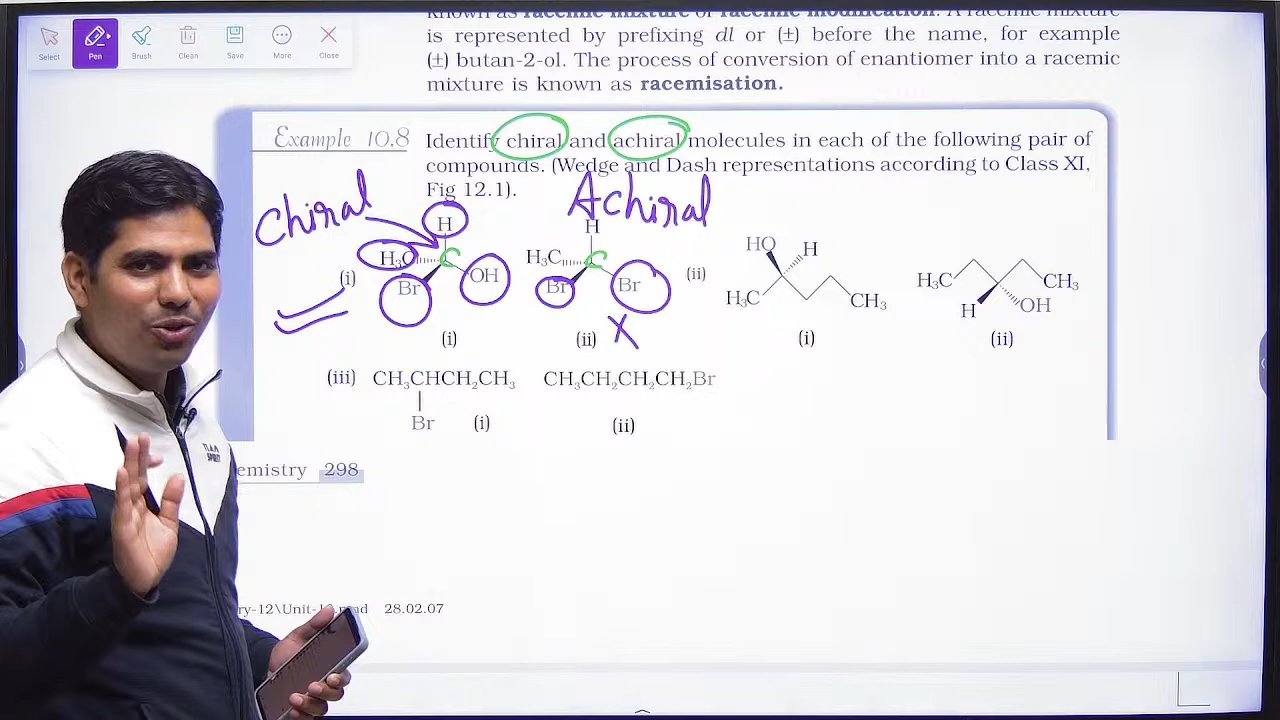 known as racemic mixture or racemic modification. A racemic mixture
is represented by prefixing dl or (±) before the name, for example
(±) butan-2-ol. The process of conversion of enantiomer into a racemic
mixture is known as racemisation.
Select Pen Brush Clean Save More Close
Example 10.8 Identify chiral and achiral molecules in each of the following pair of
compounds. (Wedge and Dash representations according to Class XI,
Fig 12.1).
Chiral
AChiral
(i)
H
H₃C
C
OH
Br
(i)
H
H₃C
C
Br
Br
(ii)
X
(ii)
HO
H
H₃C
CH₃
(i)
H₃C
CH₃
H
OH
(ii)
(iii) CH₃CHCH₂CH₃ CH₃CH₂CH₂CH₂Br
Br (i) (ii)
emistry 298
28.02.07